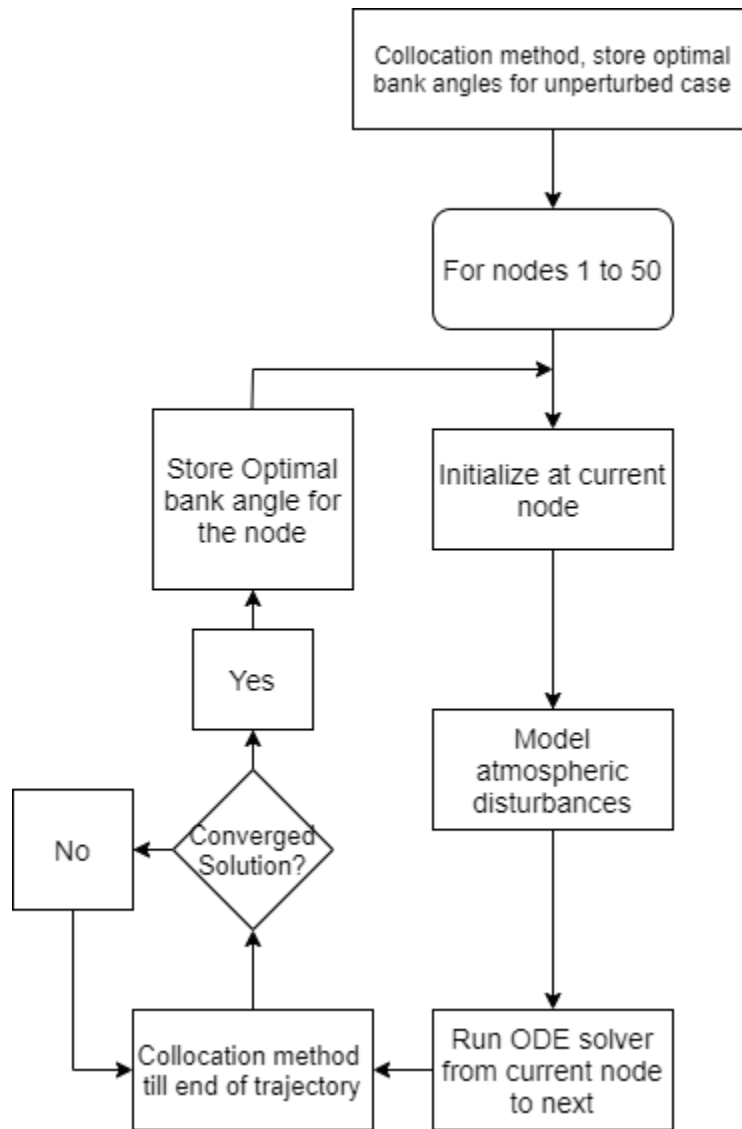 Collocation method, store optimal
bank angles for unperturbed case
For nodes 1 to 50
Store Optimal
bank angle for
the node
Initialize at current
node
Yes
Model
atmospheric
disturbances
No
Converged
Solution?
Collocation method
till end of trajectory
Run ODE solver
from current node
to next